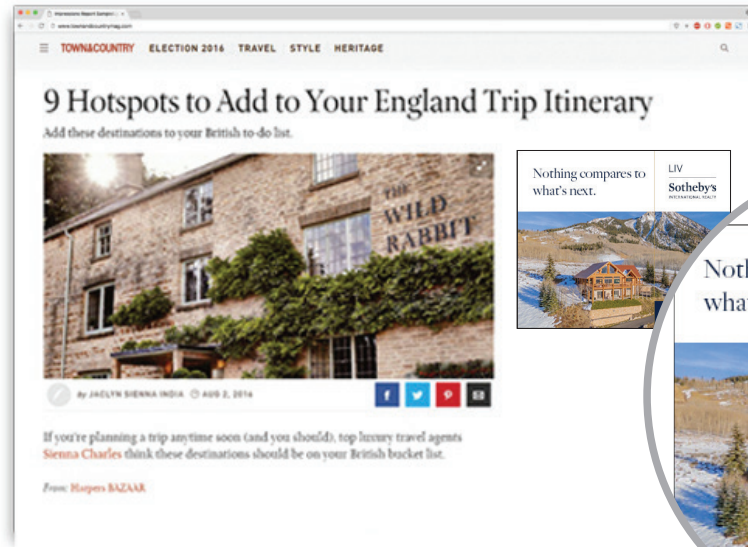 www.townandcountrymag.com
TOWN&COUNTRY ELECTION 2016 TRAVEL STYLE HERITAGE
9 Hotspots to Add to Your England Trip Itinerary
Add these destinations to your British to-do list.
THE
WILD
RABBIT
Nothing compares to
what's next.
LIV
Sotheby's
INTERNATIONAL REALTY
Noth
what
By JACLYN SIENNA INDIA AUG 2, 2016
If you're planning a trip anytime soon (and you should), top luxury travel agents
Sienna Charles think these destinations should be on your British bucket list.
From: Harpers BAZAAR